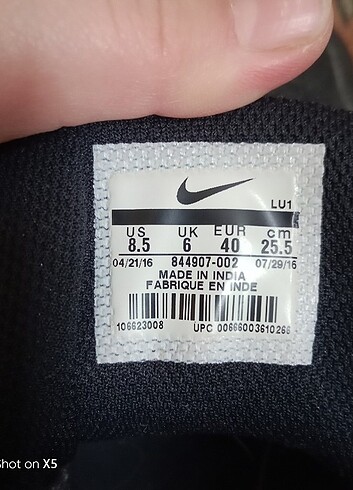 LU1
US UK EUR cm
8.5 6 40 25.5
04/21/16 844907-002 07/29/16
MADE IN INDIA
FABRIQUE EN INDE
106623008 UPC 00666003610266
Shot on X5